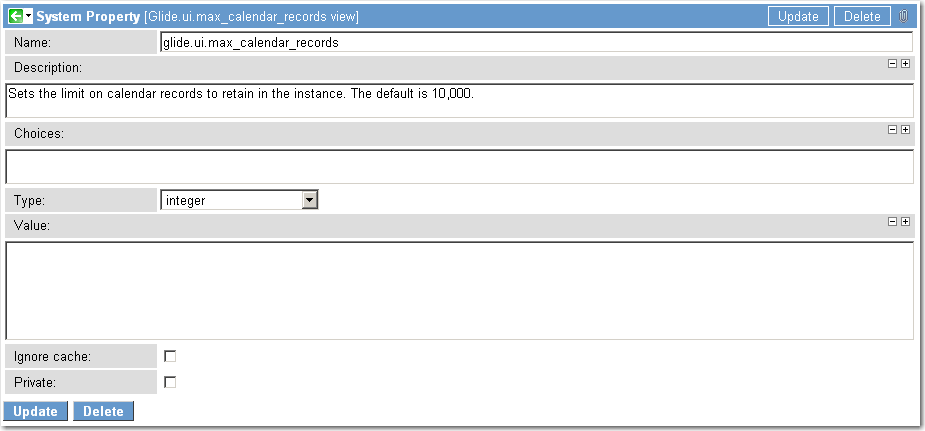 System Property [Glide.ui.max_calendar_records view] Update Delete
Name: glide.ui.max_calendar_records
Description:
Sets the limit on calendar records to retain in the instance. The default is 10,000.
Choices:
Type: integer
Value:
Ignore cache:
Private:
Update Delete